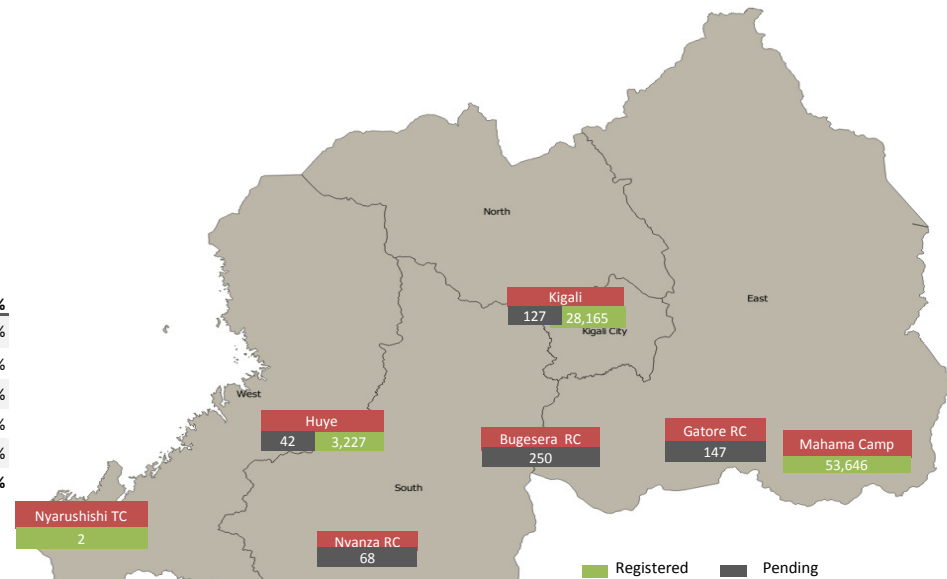 North
%
%
%
%
%
%
%
East
Kigali
127 28,165
Kigali City
West
Huye
42 3,227
Bugesera RC
250
Gatore RC
147
Mahama Camp
53,646
South
Nyarushishi TC
2
Nyanza RC
68
Registered Pending